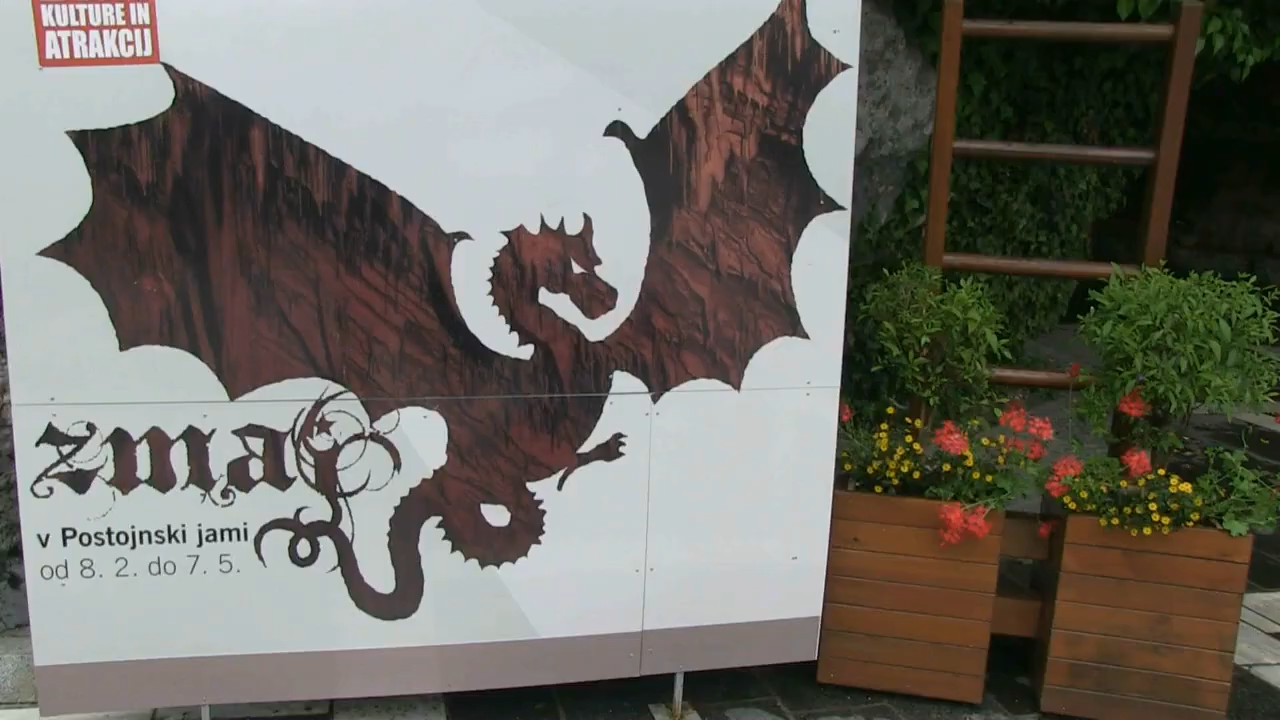 KULTURE IN
ATRAKCIJ
zmaj
v Postojnski jami
od 8. 2. do 7. 5.